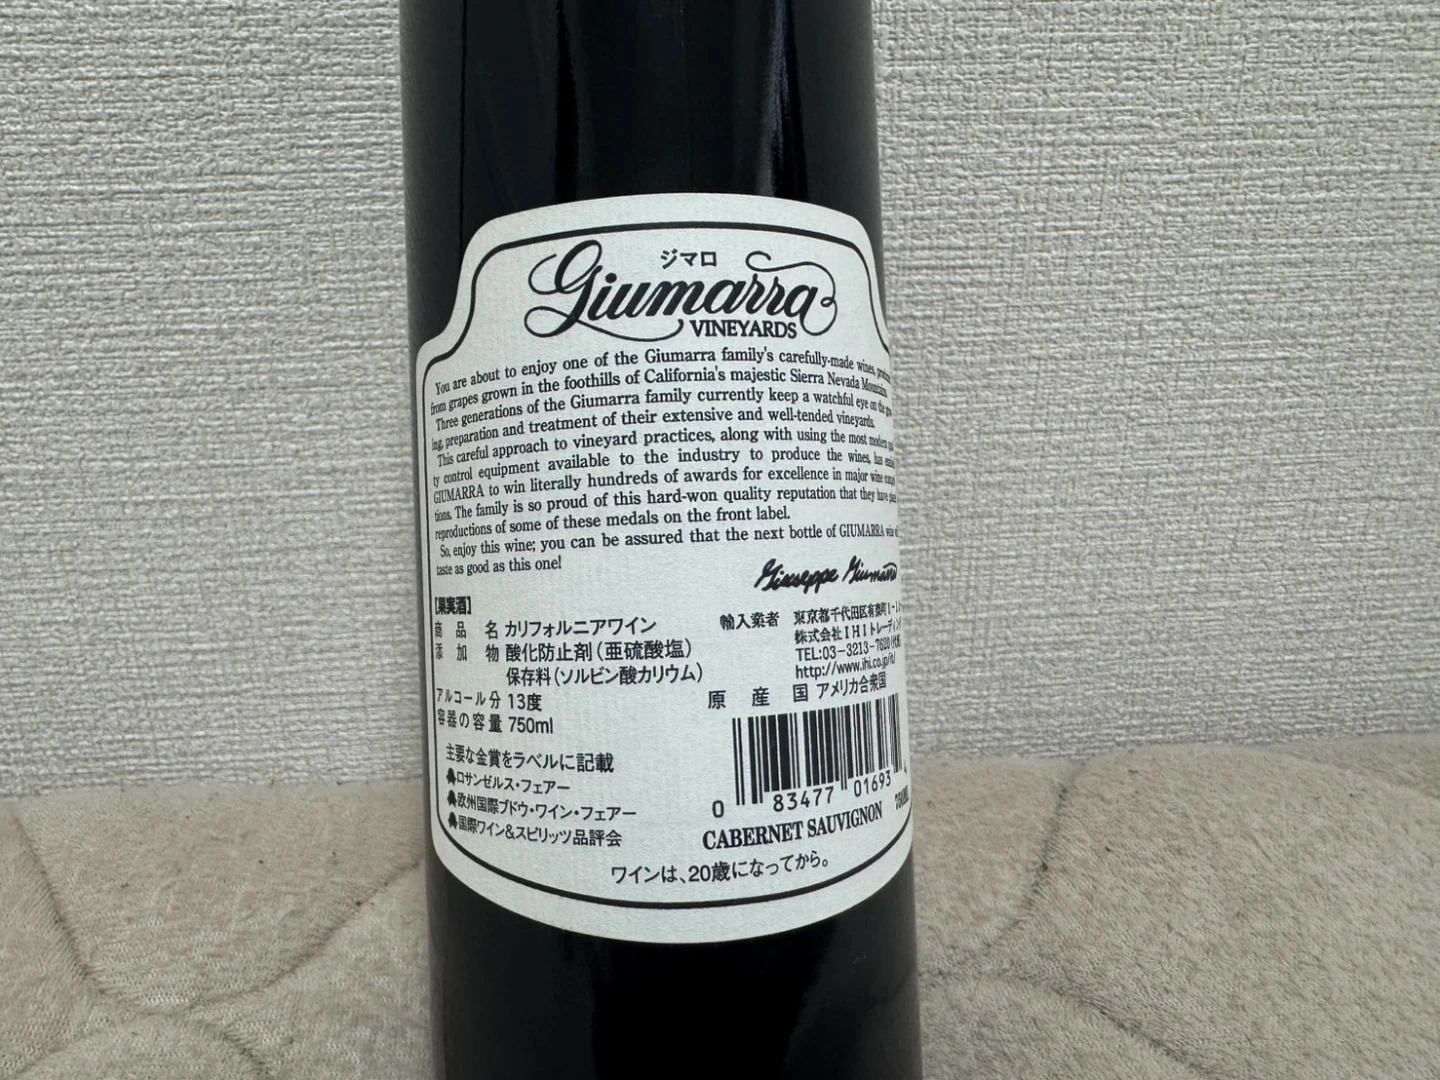 ジマロ
Giumarra
VINEYARDS
You are about to enjoy one of the Giumarra family's carefully-made wines,
from grapes grown in the foothills of California's majestic Sierra Nevada Mountains.
Three generations of the Giumarra family currently keep a watchful eye on the
ing, preparation and treatment of their extensive and well-tended vineyards.
This careful approach to vineyard practices, along with using the most modern
ty control equipment available to the industry to produce the wines, has
GIUMARRA to win literally hundreds of awards for excellence in major wine
tions. The family is so proud of this hard-won quality reputation that they have
reproductions of some of these medals on the front label.
So, enjoy this wine; you can be assured that the next bottle of GIUMARRA wine
taste as good as this one!
Giuseppe Giumarra
【果実酒】
商品名 カリフォルニアワイン
添加物 酸化防止剤(亜硫酸塩)
保存料(ソルビン酸カリウム)
アルコール分 13度
容器の容量 750ml
輸入業者 東京都千代田区有楽町1-1-
株式会社IHIトレーディン
TEL:03-3213-7620(代表
http://www.ihi.co.jp/it/
原産国 アメリカ合衆国
主要な金賞をラベルに記載
ロサンゼルス・フェアー
欧州国際ブドウ・ワイン・フェアー
国際ワイン&スピリッツ品評会
0 83477 01693
CABERNET SAUVIGNON
ワインは、20歳になってから。